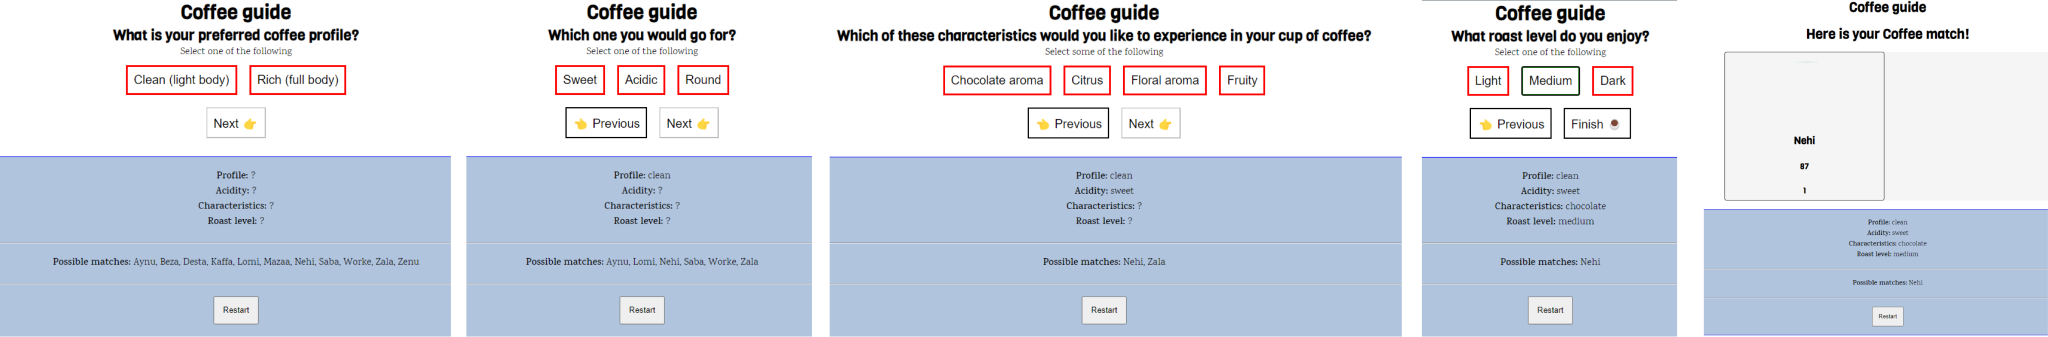 Coffee guide
What is your preferred coffee profile?
Select one of the following
Clean (light body) Rich (full body)
Next 👉
Profile: ?
Acidity: ?
Characteristics: ?
Roast level: ?
Possible matches: Aynu, Beza, Desta, Kaffa, Lomi, Mazaa, Nehi, Saba, Worke, Zala, Zenu
Restart
Coffee guide
Which one you would go for?
Select one of the following
Sweet Acidic Round
👈 Previous Next 👉
Profile: clean
Acidity: ?
Characteristics: ?
Roast level: ?
Possible matches: Aynu, Lomi, Nehi, Saba, Worke, Zala
Restart
Coffee guide
Which of these characteristics would you like to experience in your cup of coffee?
Select some of the following
Chocolate aroma Citrus Floral aroma Fruity
👈 Previous Next 👉
Profile: clean
Acidity: sweet
Characteristics: ?
Roast level: ?
Possible matches: Nehi, Zala
Restart
Coffee guide
What roast level do you enjoy?
Select one of the following
Light Medium Dark
👈 Previous Finish ☕
Profile: clean
Acidity: sweet
Characteristics: chocolate
Roast level: medium
Possible matches: Nehi
Restart
Coffee guide
Here is your Coffee match!
Nehi
87
1
Profile: clean
Acidity: sweet
Characteristics: chocolate
Roast level: medium
Possible matches: Nehi
Restart